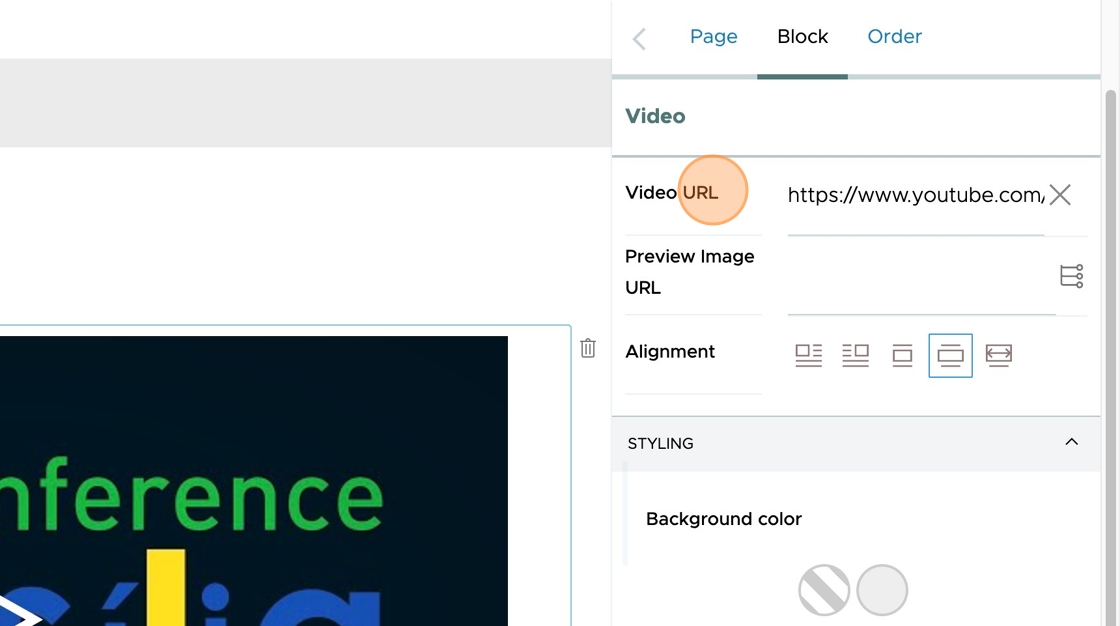 Page
Block
Order
Video
Video URL
https://www.youtube.com/
Preview Image
URL
Alignment
STYLING
Background color
nference